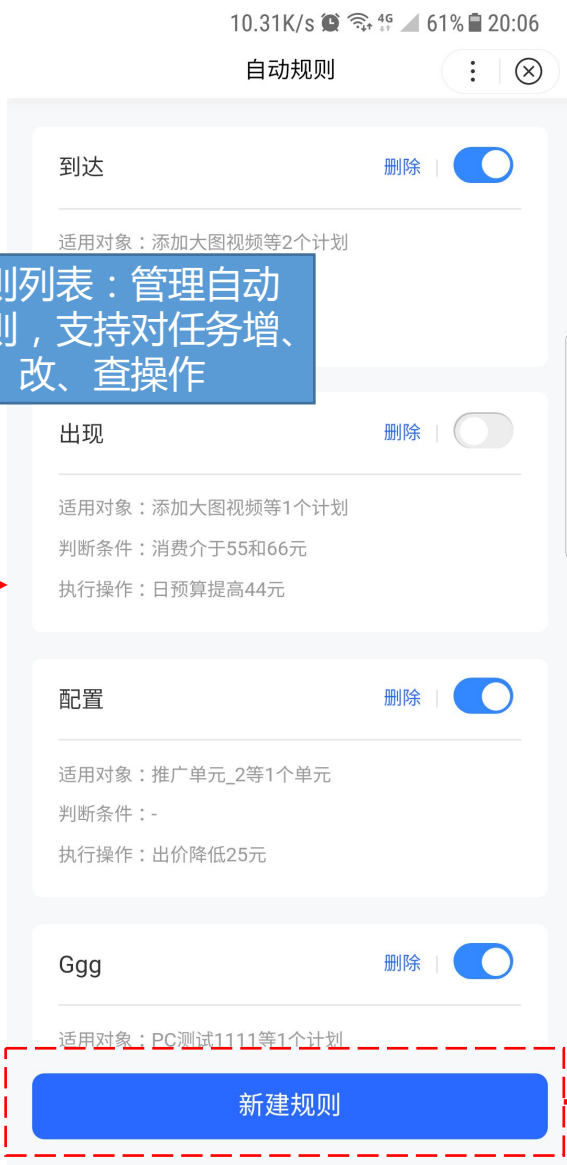 10.31K/s 4G 61% 20:06
自动规则
到达 删除
适用对象：添加大图视频等2个计划
则列表：管理自动
则，支持对任务增、
改、查操作
出现 删除
适用对象：添加大图视频等1个计划
判断条件：消费介于55和66元
执行操作：日预算提高44元
配置 删除
适用对象：推广单元_2等1个单元
判断条件：-
执行操作：出价降低25元
Ggg 删除
适用对象：PC测试1111等1个计划
新建规则